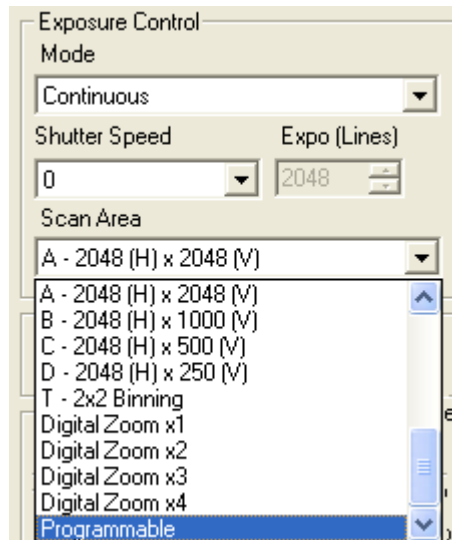 Exposure Control
Mode
Continuous
Shutter Speed Expo (Lines)
0 2048
Scan Area
A - 2048 (H) x 2048 (V)
A - 2048 (H) x 2048 (V)
B - 2048 (H) x 1000 (V)
C - 2048 (H) x 500 (V)
D - 2048 (H) x 250 (V)
T - 2x2 Binning
Digital Zoom x1
Digital Zoom x2
Digital Zoom x3
Digital Zoom x4
Programmable